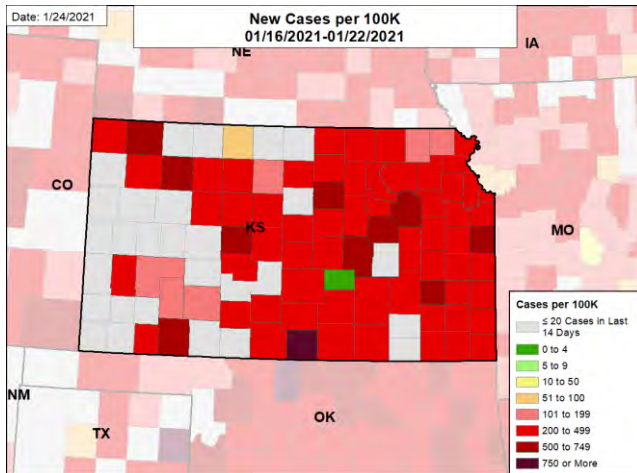 Date: 1/24/2021
New Cases per 100K
01/16/2021-01/22/2021
NE
IA
CO
KS
MO
NM
TX
OK
Cases per 100K
≤ 20 Cases in Last
14 Days
0 to 4
5 to 9
10 to 50
51 to 100
101 to 199
200 to 499
500 to 749
750 or More